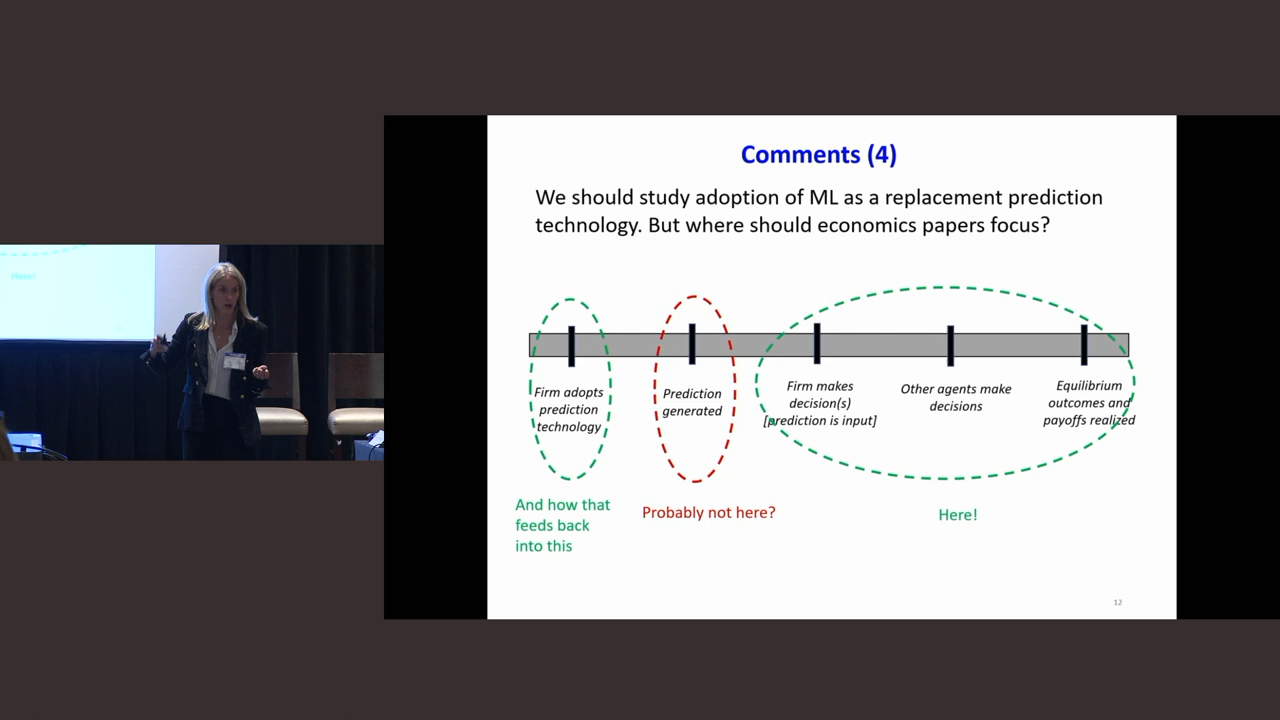 Comments (4)
We should study adoption of ML as a replacement prediction
technology. But where should economics papers focus?
Firm adopts
prediction
technology
Prediction
generated
Firm makes
decision(s)
[prediction is input]
Other agents make
decisions
Equilibrium
outcomes and
payoffs realized
And how that
feeds back
into this
Probably not here?
Here!
12
Here!